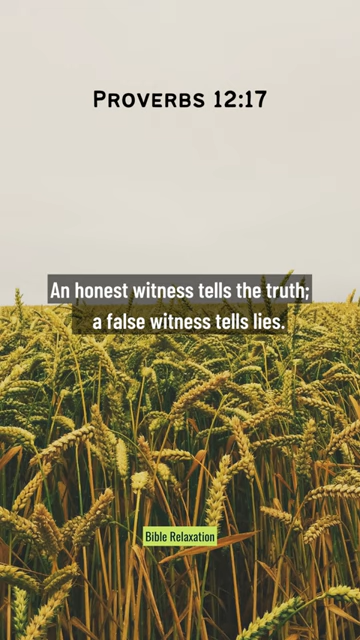 Proverbs 12:17
An honest witness tells the truth;
a false witness tells lies.
Bible Relaxation